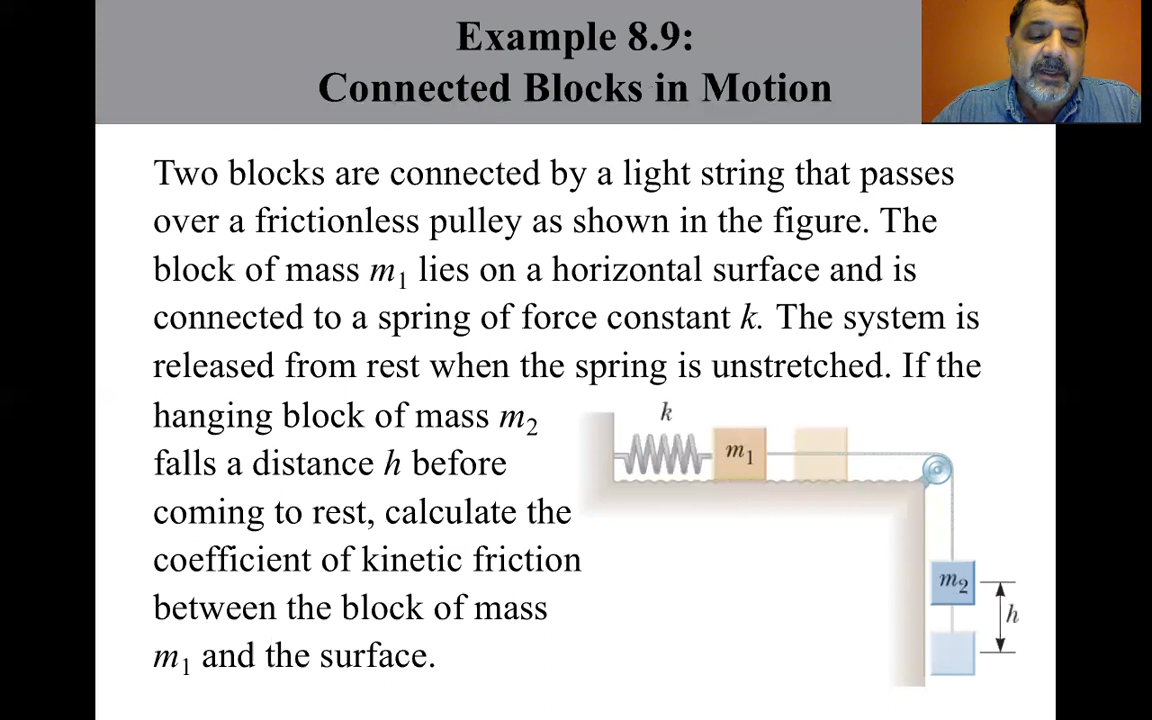 Example 8.9:
Connected Blocks in Motion
Two blocks are connected by a light string that passes
over a frictionless pulley as shown in the figure. The
block of mass m₁ lies on a horizontal surface and is
connected to a spring of force constant k. The system is
released from rest when the spring is unstretched. If the
hanging block of mass m₂
falls a distance h before
coming to rest, calculate the
coefficient of kinetic friction
between the block of mass
m₁ and the surface.
k
m₁
m₂
h